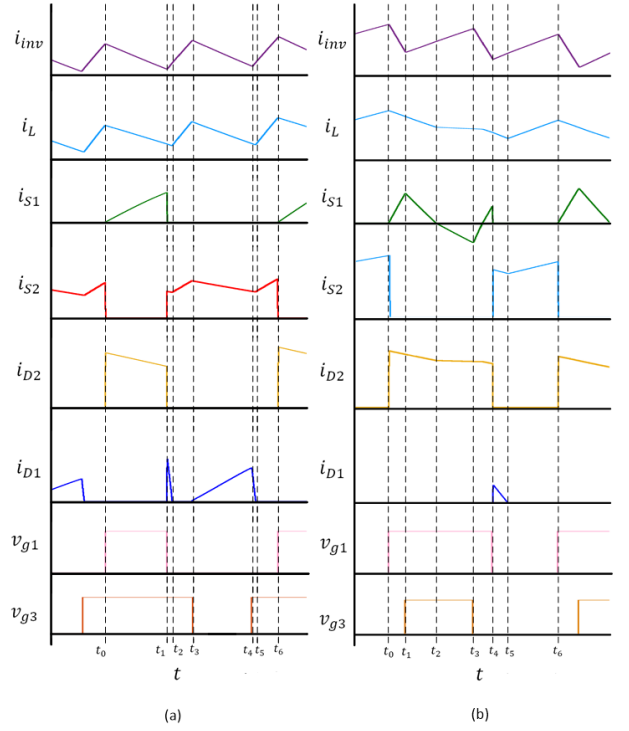 i_inv
i_L
i_S1
i_S2
i_D2
i_D1
v_g1
v_g3
t_0 t_1 t_2 t_3 t_4 t_5 t_6
t
(a)
i_inv
i_L
i_S1
i_S2
i_D2
i_D1
v_g1
v_g3
t_0 t_1 t_2 t_3 t_4 t_5 t_6
t
(b)